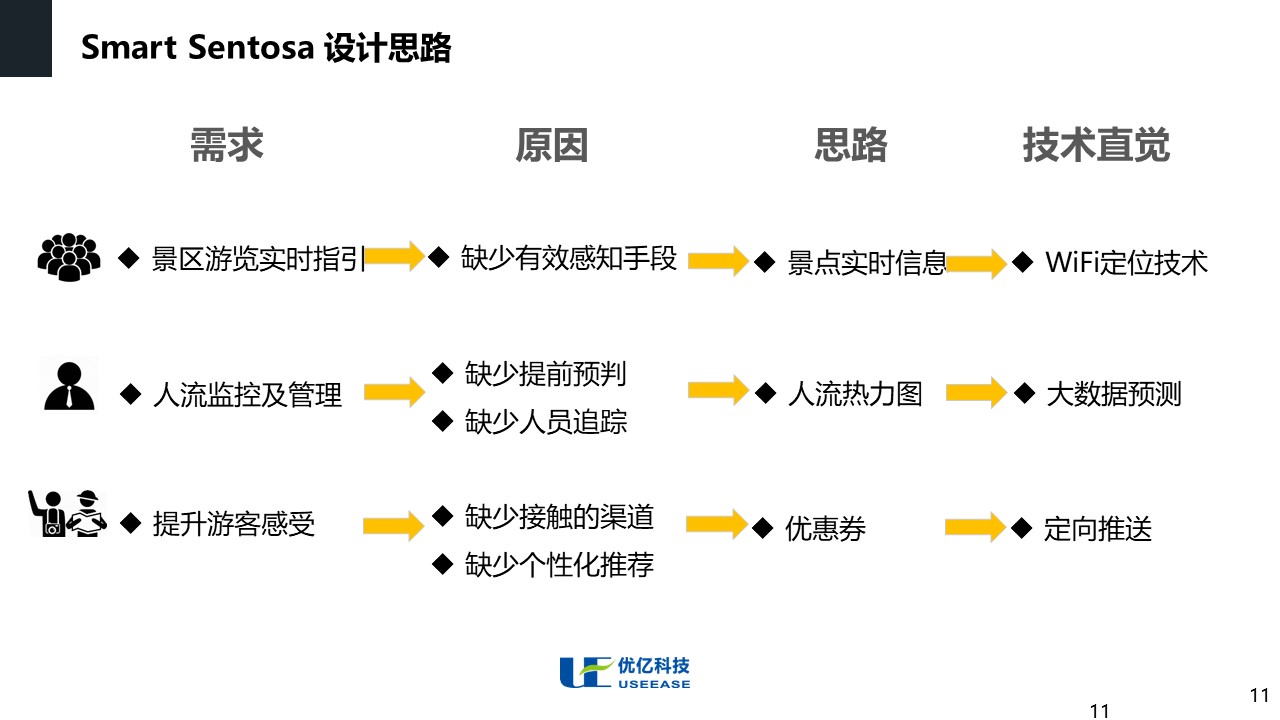 Smart Sentosa 设计思路
需求
原因
思路
技术直觉
◆ 景区游览实时指引
◆ 缺少有效感知手段
◆ 景点实时信息
◆ WiFi定位技术
◆ 人流监控及管理
◆ 缺少提前预判
◆ 缺少人员追踪
◆ 人流热力图
◆ 大数据预测
◆ 提升游客感受
◆ 缺少接触的渠道
◆ 缺少个性化推荐
◆ 优惠券
◆ 定向推送
UE 优亿科技
USEEASE
11
11